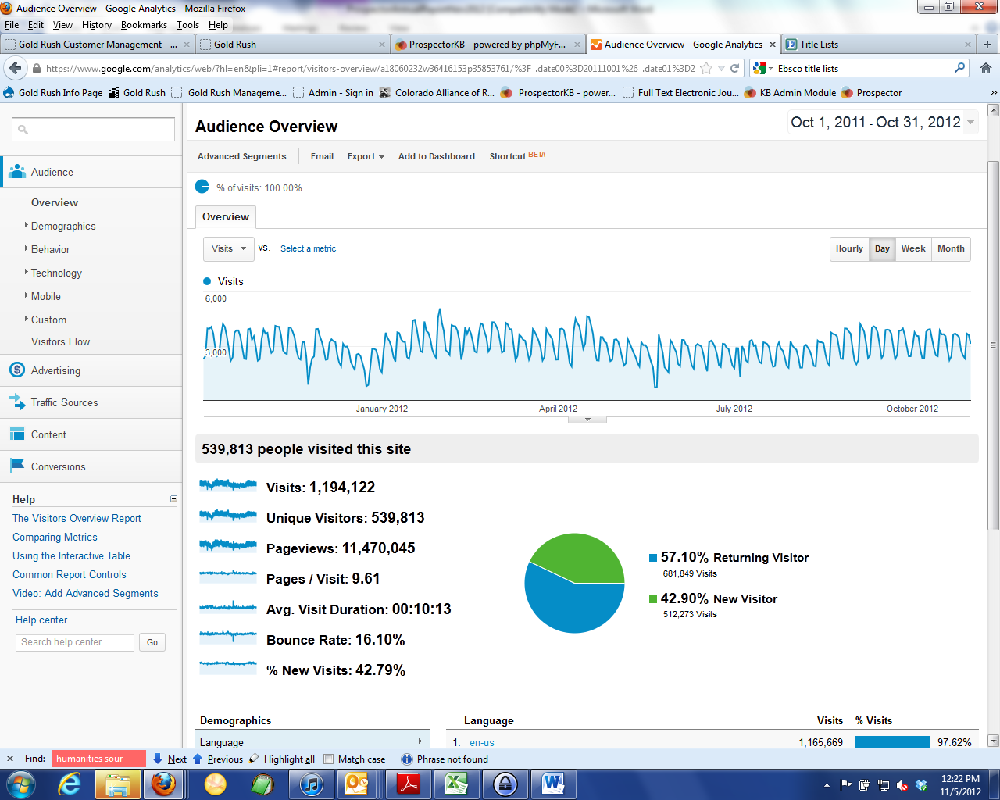 Audience Overview - Google Analytics - Mozilla Firefox
File Edit View History Bookmarks Tools Help
Gold Rush Customer Management - ...
Gold Rush
ProspectorKB - powered by phpMyF...
Audience Overview - Google Analytics
Title Lists
https://www.google.com/analytics/web/?hl=en&pli=1#report/visitors-overview/a18060232w36416153p35853761/%3F_.date00%3D20111001%26_.date01%3D2
Ebsco title lists
Gold Rush Info Page
Gold Rush
Gold Rush Manageme...
Admin - Sign in
Colorado Alliance of R...
ProspectorKB - power...
Full Text Electronic Jou...
KB Admin Module
Prospector
Audience
Overview
Demographics
Behavior
Technology
Mobile
Custom
Visitors Flow
Advertising
Traffic Sources
Content
Conversions
Help
The Visitors Overview Report
Comparing Metrics
Using the Interactive Table
Common Report Controls
Video: Add Advanced Segments
Help center
Search help center Go
Audience Overview
Oct 1, 2011 - Oct 31, 2012
Advanced Segments Email Export Add to Dashboard Shortcut BETA
% of visits: 100.00%
Overview
Visits vs. Select a metric
Hourly Day Week Month
Visits
6,000
3,000
January 2012 April 2012 July 2012 October 2012
539,813 people visited this site
Visits: 1,194,122
Unique Visitors: 539,813
Pageviews: 11,470,045
Pages / Visit: 9.61
Avg. Visit Duration: 00:10:13
Bounce Rate: 16.10%
% New Visits: 42.79%
57.10% Returning Visitor
681,849 Visits
42.90% New Visitor
512,273 Visits
Demographics
Language
Language Visits % Visits
1. en-us 1,165,669 97.62%
Find: humanities sour Next Previous Highlight all Match case Phrase not found
12:22 PM
11/5/2012